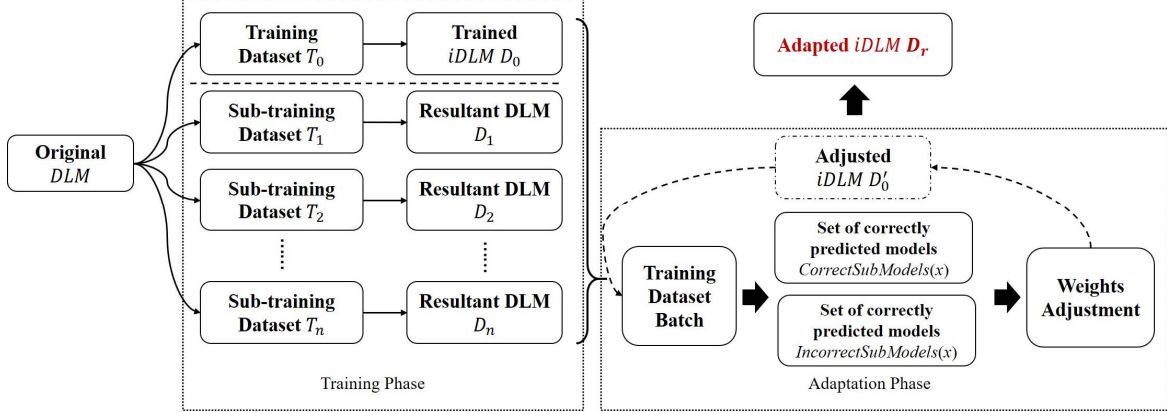 Original
DLM
Training
Dataset T₀
Trained
iDLM D₀
Sub-training
Dataset T₁
Resultant DLM
D₁
Sub-training
Dataset T₂
Resultant DLM
D₂
Sub-training
Dataset Tₙ
Resultant DLM
Dₙ
Training Phase
Adapted iDLM Dᵣ
Adjusted
iDLM D₀′
Training
Dataset
Batch
Set of correctly
predicted models
CorrectSubModels(x)
Set of correctly
predicted models
IncorrectSubModels(x)
Weights
Adjustment
Adaptation Phase